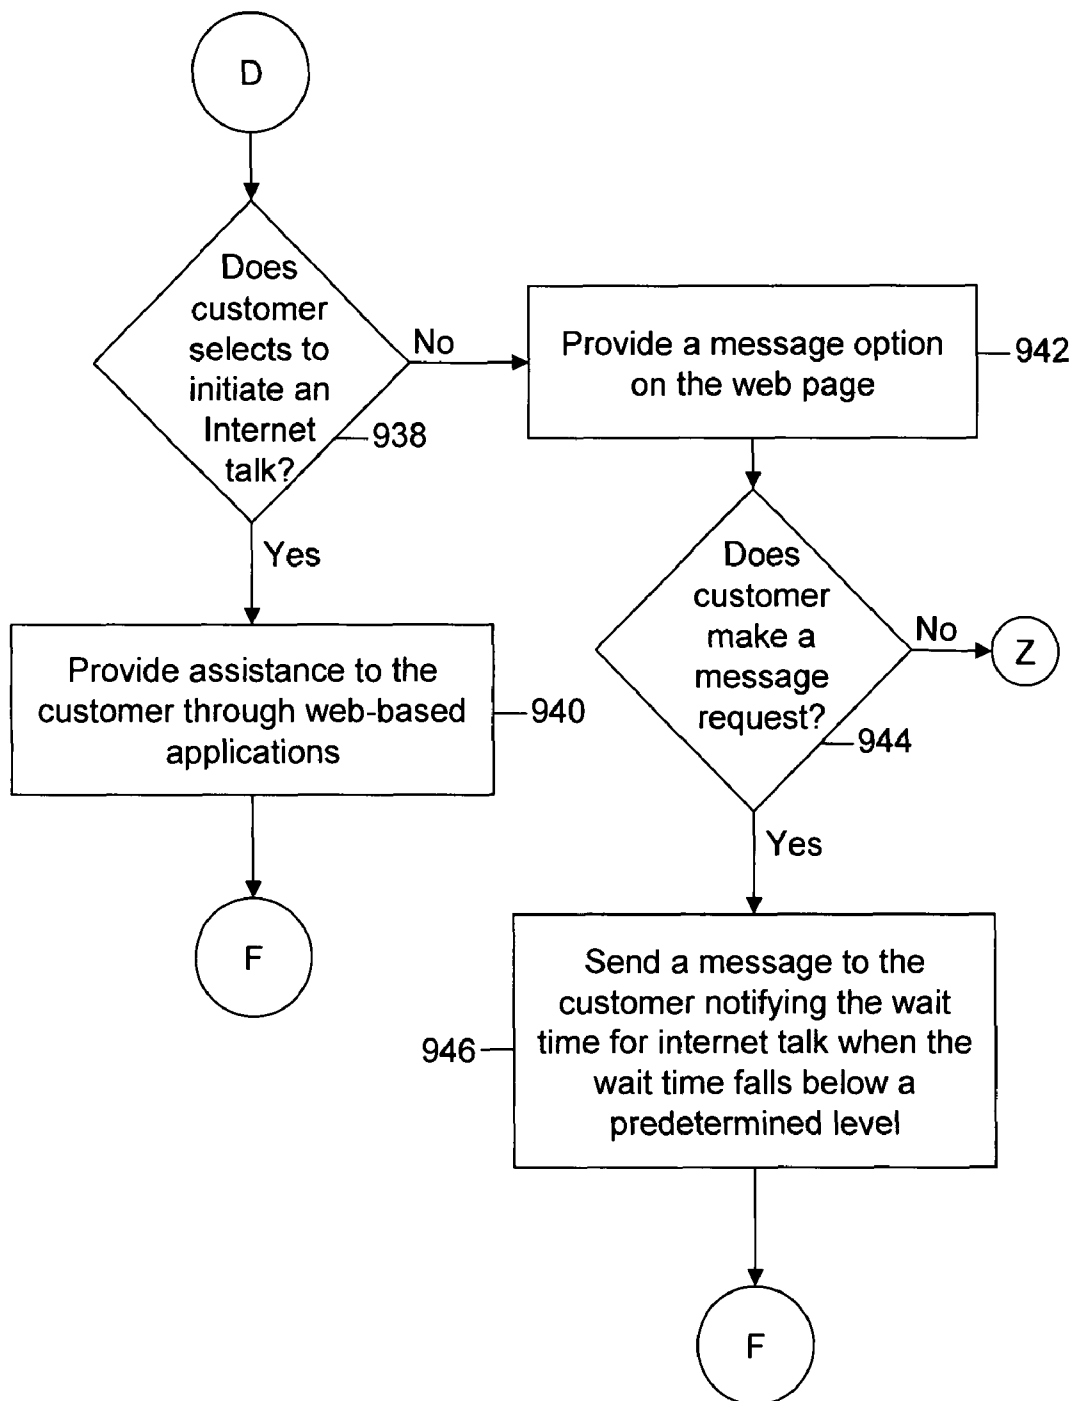 D
Does
customer
selects to
initiate an
Internet
talk?
938
No
Provide a message option
on the web page
942
Yes
Provide assistance to the
customer through web-based
applications
940
F
Does
customer
make a
message
request?
944
No
Z
Yes
Send a message to the
customer notifying the wait
time for internet talk when the
wait time falls below a
predetermined level
946
F